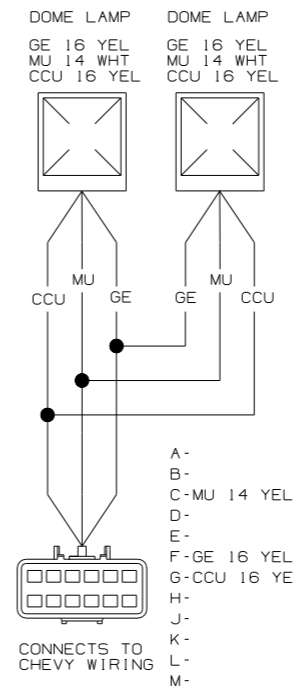 DOME LAMP
GE 16 YEL
MU 14 WHT
CCU 16 YEL
DOME LAMP
GE 16 YEL
MU 14 WHT
CCU 16 YEL
CCU
MU
GE
GE
MU
CCU
A-
B-
C-MU 14 YEL
D-
E-
F-GE 16 YEL
G-CCU 16 YE
H-
J-
K-
L-
M-
CONNECTS TO
CHEVY WIRING